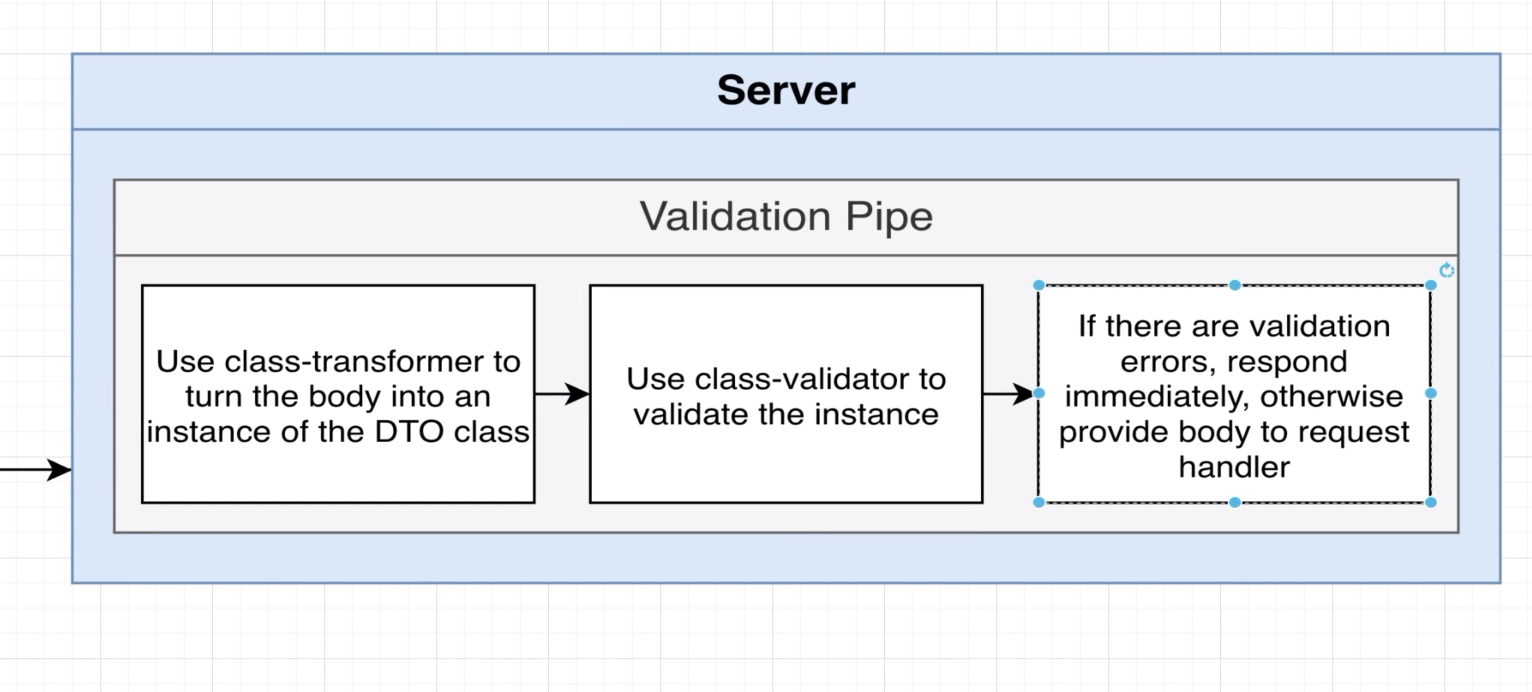 Server
Validation Pipe
Use class-transformer to
turn the body into an
instance of the DTO class
Use class-validator to
validate the instance
If there are validation
errors, respond
immediately, otherwise
provide body to request
handler